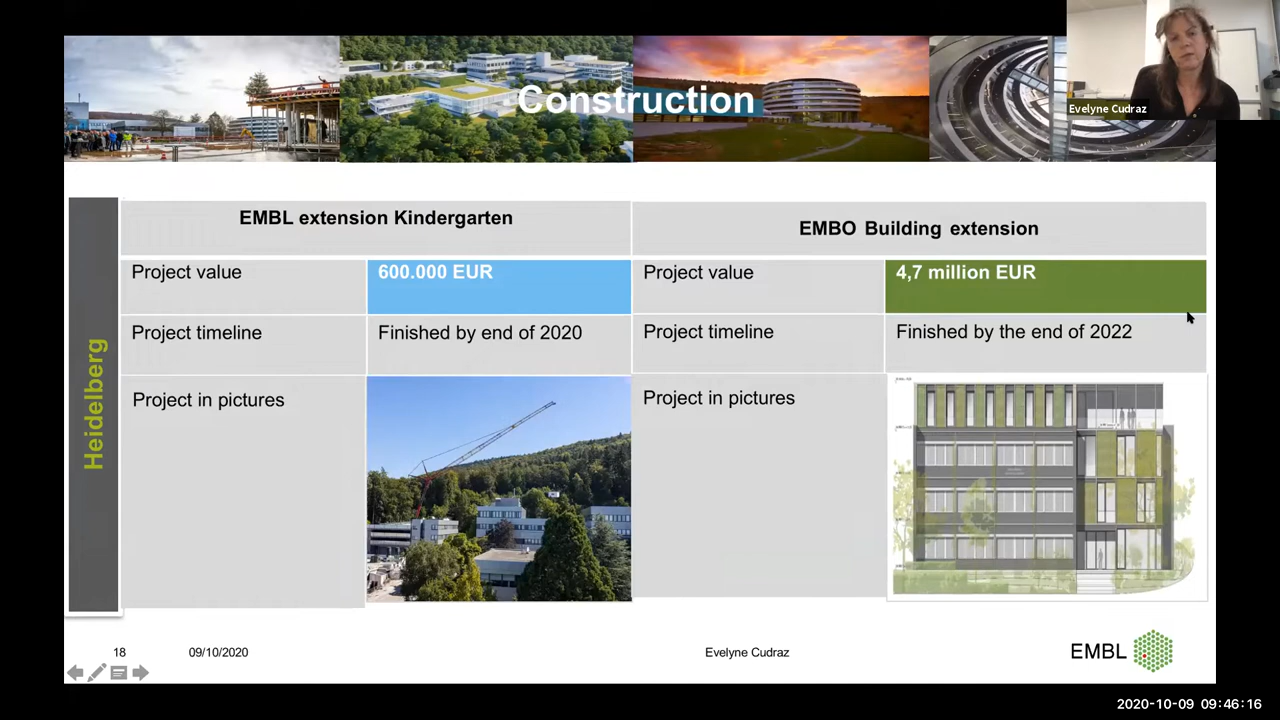 Construction
Evelyne Cudraz
Heidelberg
EMBL extension Kindergarten
EMBO Building extension
Project value
600.000 EUR
Project value
4,7 million EUR
Project timeline
Finished by end of 2020
Project timeline
Finished by the end of 2022
Project in pictures
Project in pictures
18
09/10/2020
Evelyne Cudraz
EMBL
2020-10-09 09:46:16